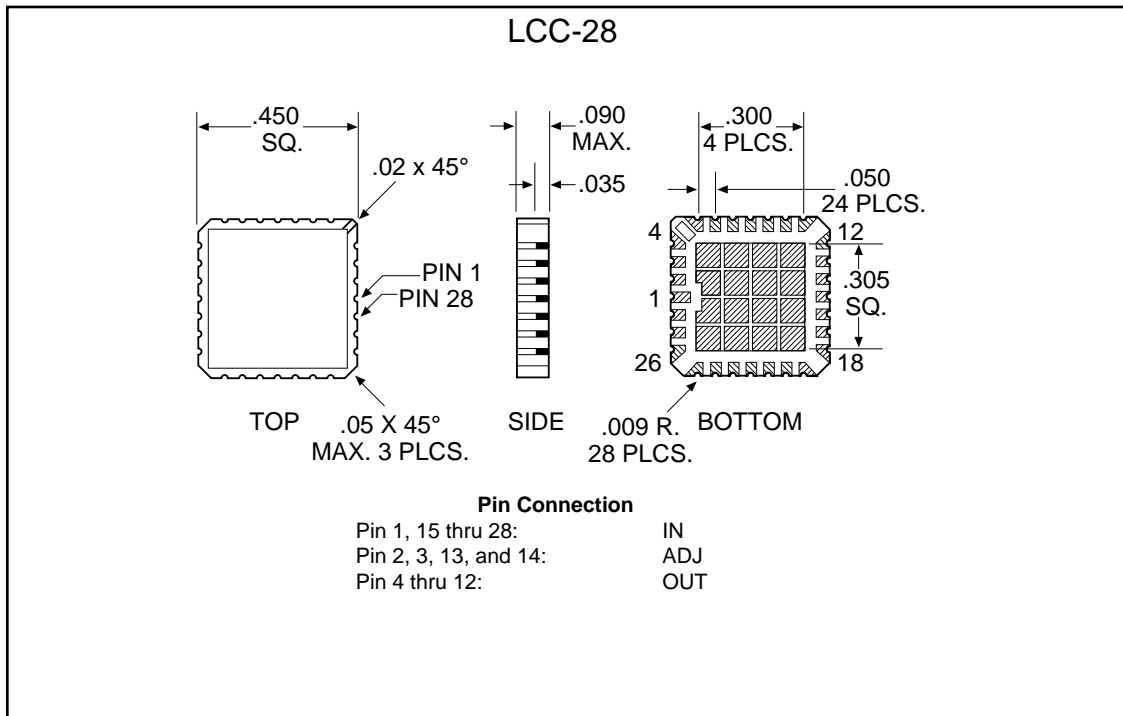 LCC-28
.450
SQ.
.02 x 45°
PIN 1
PIN 28
TOP
.05 X 45°
MAX. 3 PLCS.
.090
MAX.
.035
SIDE
.300
4 PLCS.
.050
24 PLCS.
4
12
1
.305
SQ.
26
18
.009 R.
28 PLCS.
BOTTOM
Pin Connection
Pin 1, 15 thru 28: IN
Pin 2, 3, 13, and 14: ADJ
Pin 4 thru 12: OUT